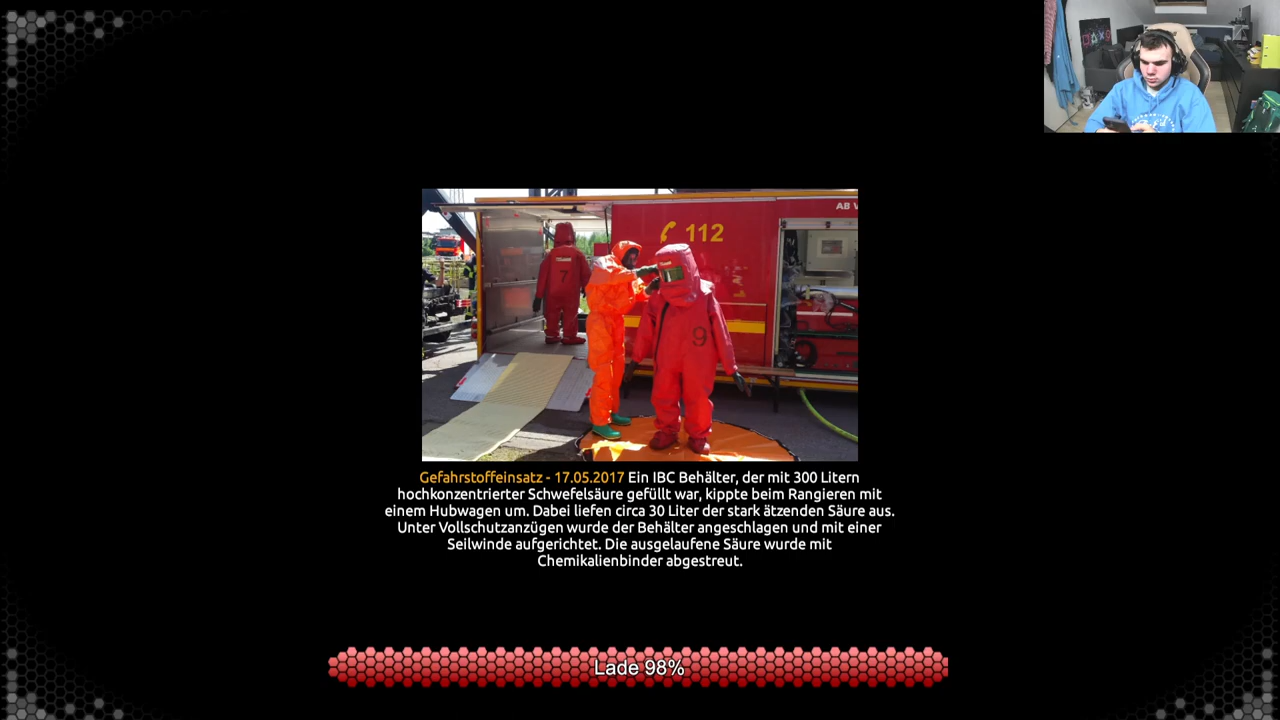 AB
112
7
9
Gefahrstoffeinsatz - 17.05.2017 Ein IBC Behälter, der mit 300 Litern
hochkonzentrierter Schwefelsäure gefüllt war, kippte beim Rangieren mit
einem Hubwagen um. Dabei liefen circa 30 Liter der stark ätzenden Säure aus.
Unter Vollschutzanzügen wurde der Behälter angeschlagen und mit einer
Seilwinde aufgerichtet. Die ausgelaufene Säure wurde mit
Chemikalienbinder abgestreut.
Lade 98%